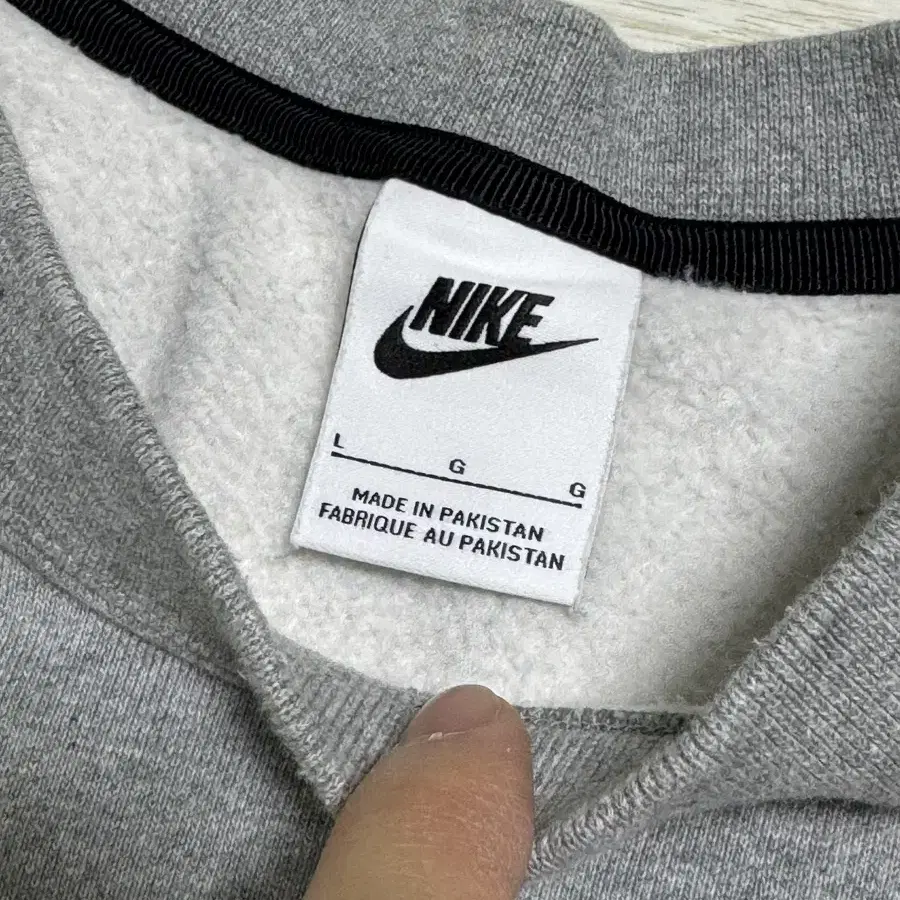 NIKE
L G G
MADE IN PAKISTAN
FABRIQUE AU PAKISTAN